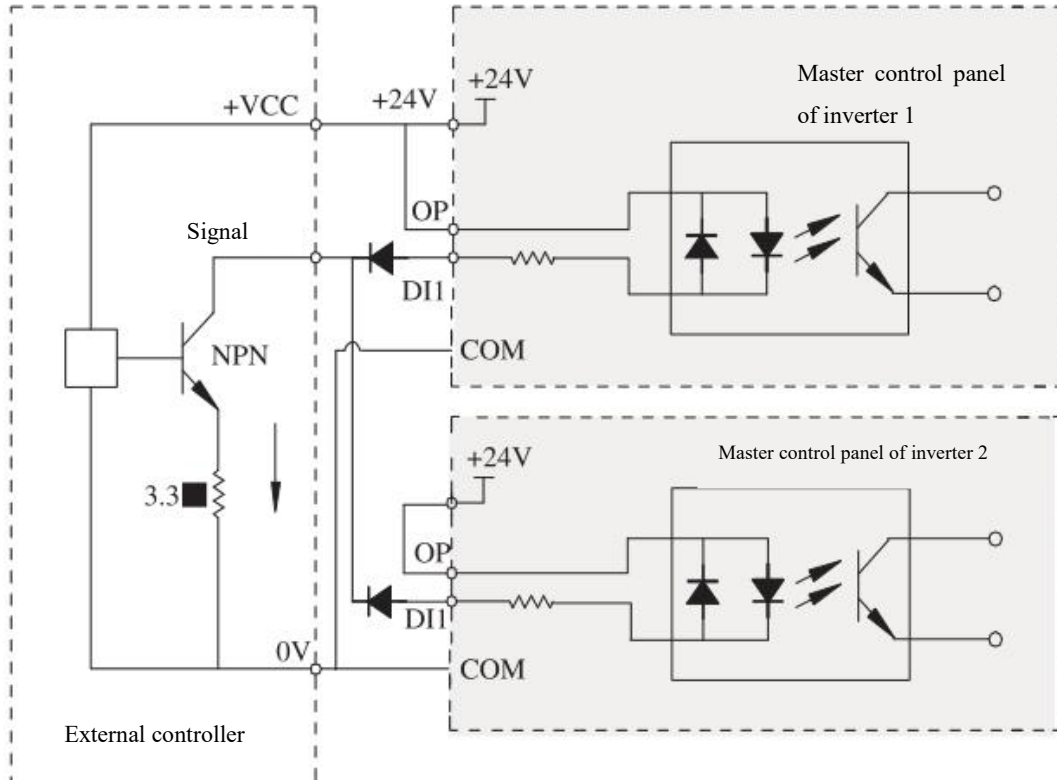 +24V
Master control panel
of inverter 1
+VCC
+24V
OP
Signal
DI1
NPN
COM
+24V
Master control panel of inverter 2
3.3■
OP
DI1
0V
COM
External controller